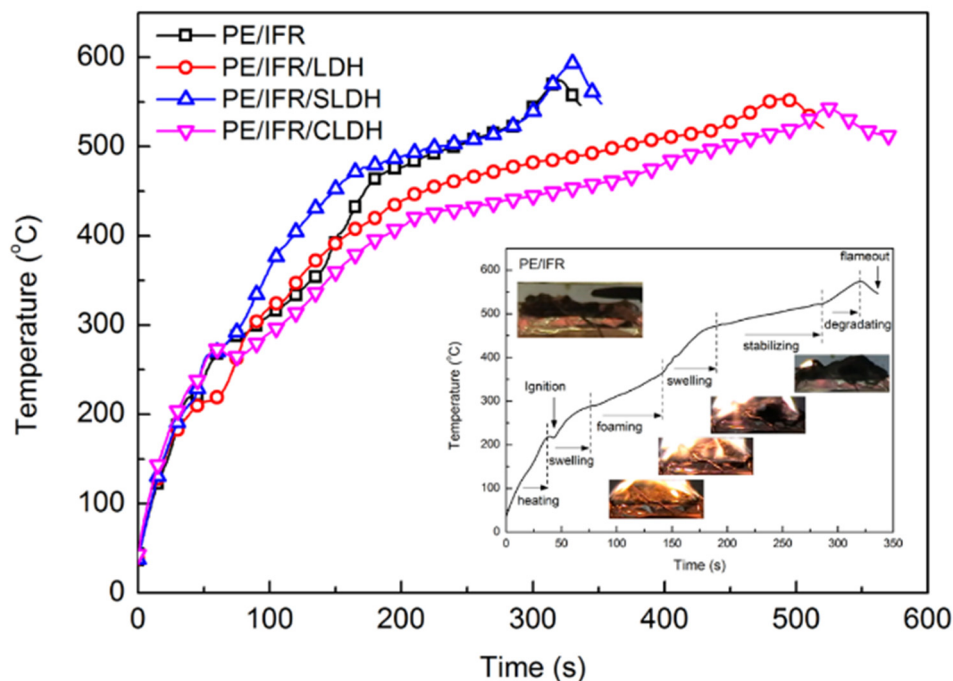 PE/IFR
PE/IFR/LDH
PE/IFR/SLDH
PE/IFR/CLDH
Temperature (°C)
600
500
400
300
200
100
0
0
100
200
300
400
500
600
Time (s)
PE/IFR
flameout
degrading
stabilizing
swelling
Ignition
foaming
swelling
heating
Temperature (°C)
600
500
400
300
200
100
0
0
50
100
150
200
250
300
350
Time (s)